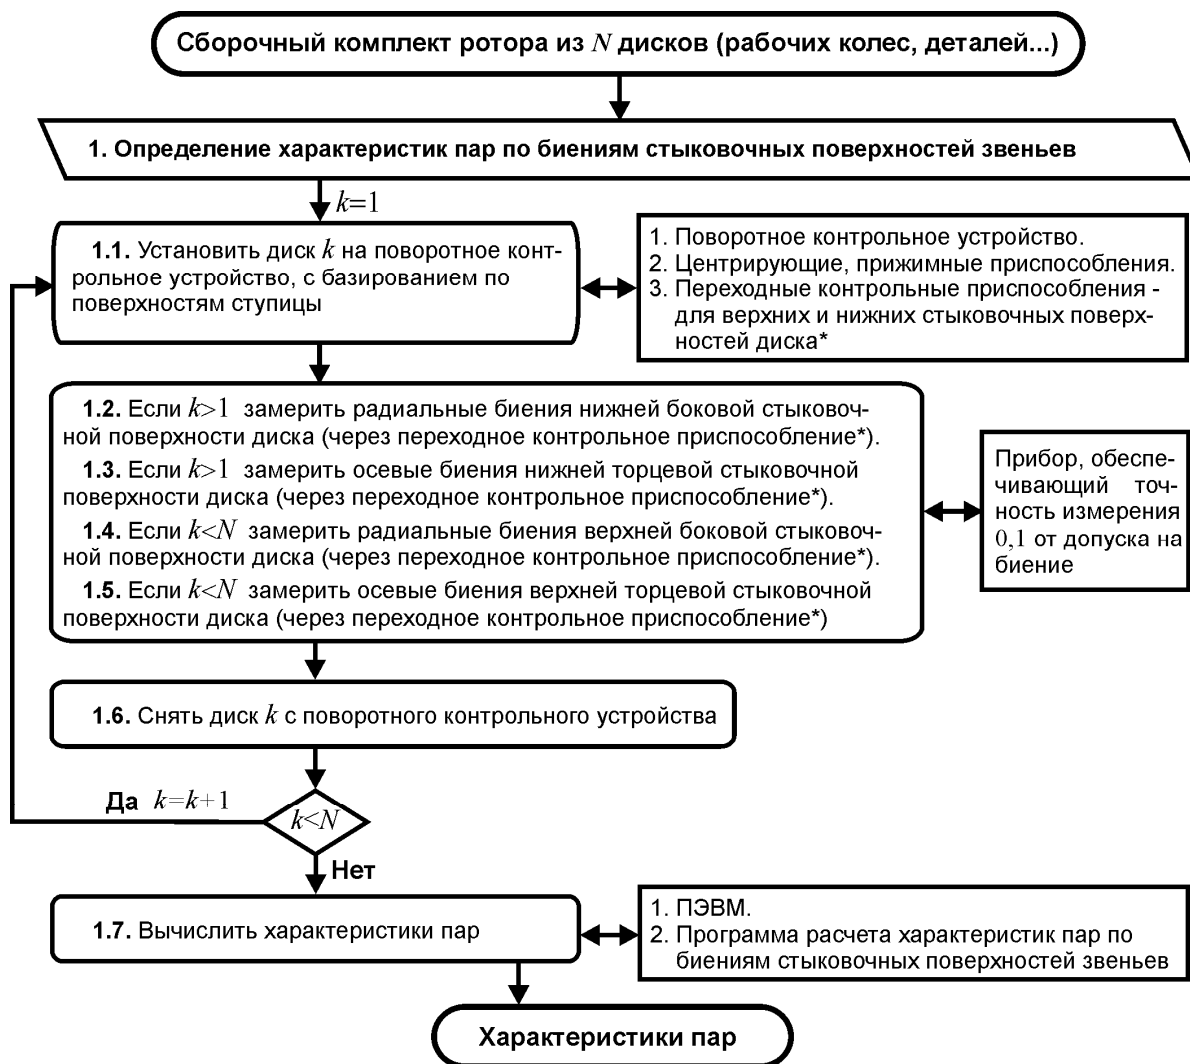 Сборочный комплект ротора из N дисков (рабочих колес, деталей...)
1. Определение характеристик пар по биениям стыковочных поверхностей звеньев
k=1
1.1. Установить диск k на поворотное конт-
рольное устройство, с базированием по
поверхностям ступицы
1. Поворотное контрольное устройство.
2. Центрирующие, прижимные приспособления.
3. Переходные контрольные приспособления -
для верхних и нижних стыковочных поверх-
ностей диска*
1.2. Если k>1 замерить радиальные биения нижней боковой стыковоч-
ной поверхности диска (через переходное контрольное приспособление*).
1.3. Если k>1 замерить осевые биения нижней торцевой стыковочной
поверхности диска (через переходное контрольное приспособление*).
1.4. Если k<N замерить радиальные биения верхней боковой стыковоч-
ной поверхности диска (через переходное контрольное приспособление*).
1.5. Если k<N замерить осевые биения верхней торцевой стыковочной
поверхности диска (через переходное контрольное приспособление*)
Прибор, обеспе-
чивающий точ-
ность измерения
0,1 от допуска на
биение
1.6. Снять диск k с поворотного контрольного устройства
Да k=k+1
k<N
Нет
1.7. Вычислить характеристики пар
1. ПЭВМ.
2. Программа расчета характеристик пар по
биениям стыковочных поверхностей звеньев
Характеристики пар